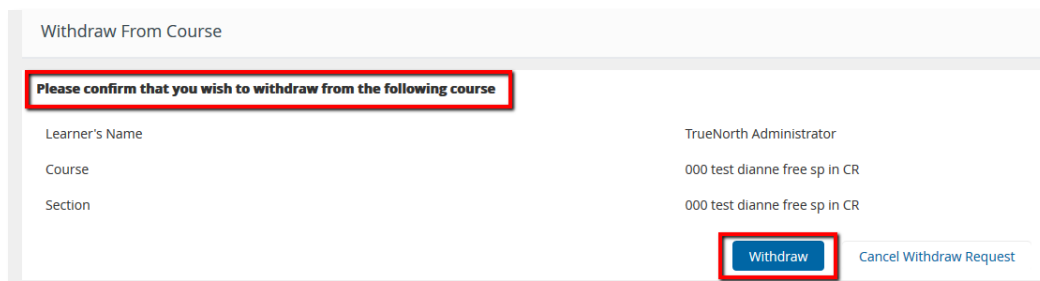 Withdraw From Course
Please confirm that you wish to withdraw from the following course
Learner's Name TrueNorth Administrator
Course 000 test dianne free sp in CR
Section 000 test dianne free sp in CR
Withdraw Cancel Withdraw Request